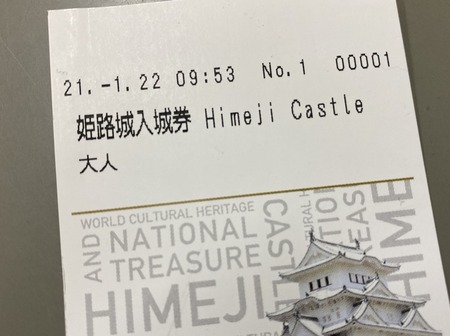 21.-1.22 09:53 No.1 00001
姫路城入城券 Himeji Castle
大人
WORLD CULTURAL HERITAGE
AND
NATIONAL
TREASURE
HIMEJI
CASTLE
HIME